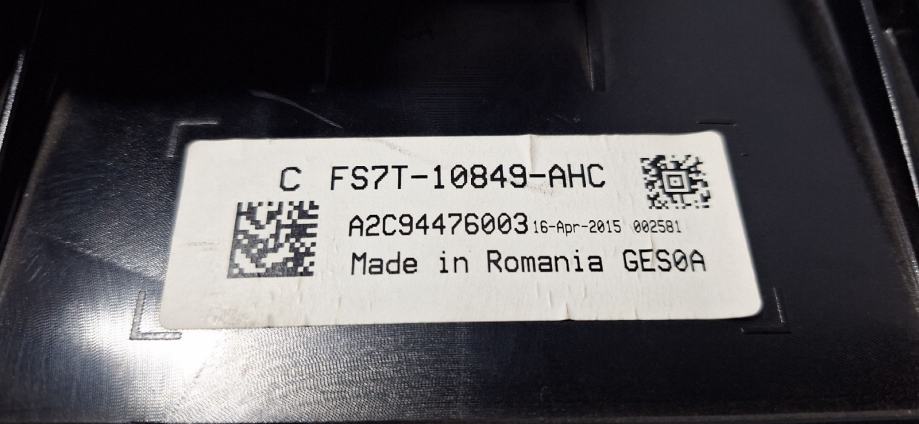 C FS7T-10849-AHC
A2C94476003 16-Apr-2015 002581
Made in Romania GES0A